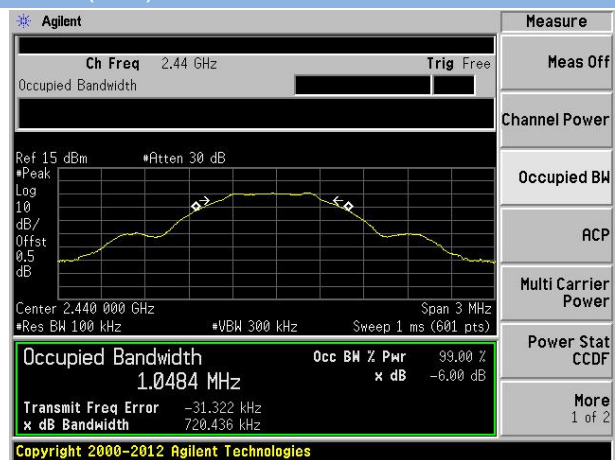 Agilent
Measure
Ch Freq 2.44 GHz Trig Free
Occupied Bandwidth
Meas Off
Channel Power
Occupied BW
ACP
Multi Carrier
Power
Power Stat
CCDF
More
1 of 2
Ref 15 dBm #Atten 30 dB
#Peak
Log
10
dB/
Offst
0.5
dB
Center 2.440 000 GHz Span 3 MHz
#Res BW 100 kHz #VBW 300 kHz Sweep 1 ms (601 pts)
Occupied Bandwidth Occ BW % Pwr 99.00 %
1.0484 MHz x dB -6.00 dB
Transmit Freq Error -31.322 kHz
x dB Bandwidth 720.436 kHz
Copyright 2000-2012 Agilent Technologies